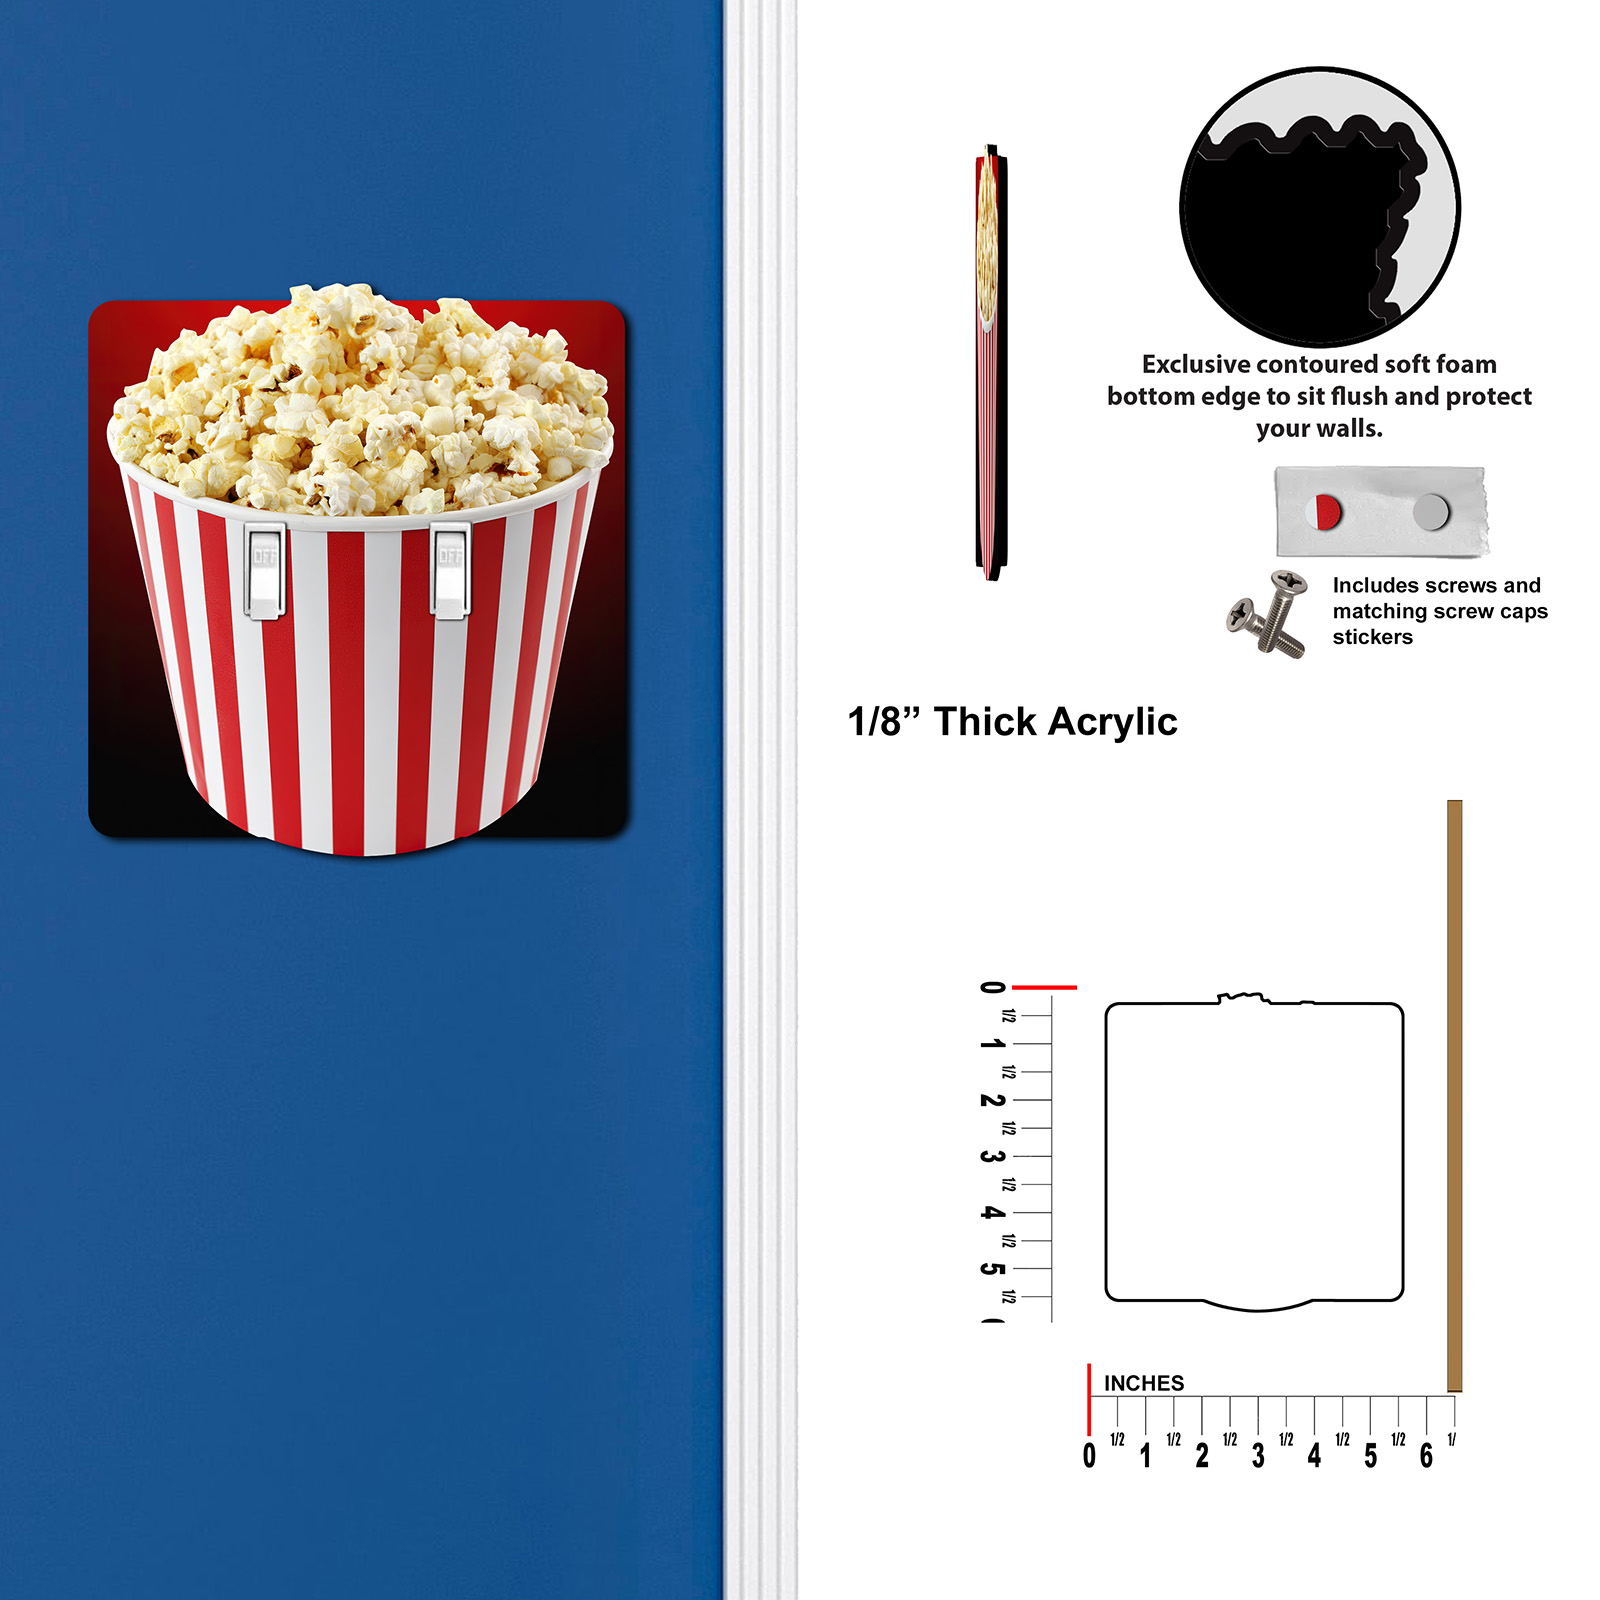 OFF OFF
Exclusive contoured soft foam
bottom edge to sit flush and protect
your walls.
Includes screws and
matching screw caps
stickers
1/8” Thick Acrylic
0
1/2
1
1/2
2
1/2
3
1/2
4
1/2
5
1/2
INCHES
0 1/2 1 1/2 2 1/2 3 1/2 4 1/2 5 1/2 6 1/